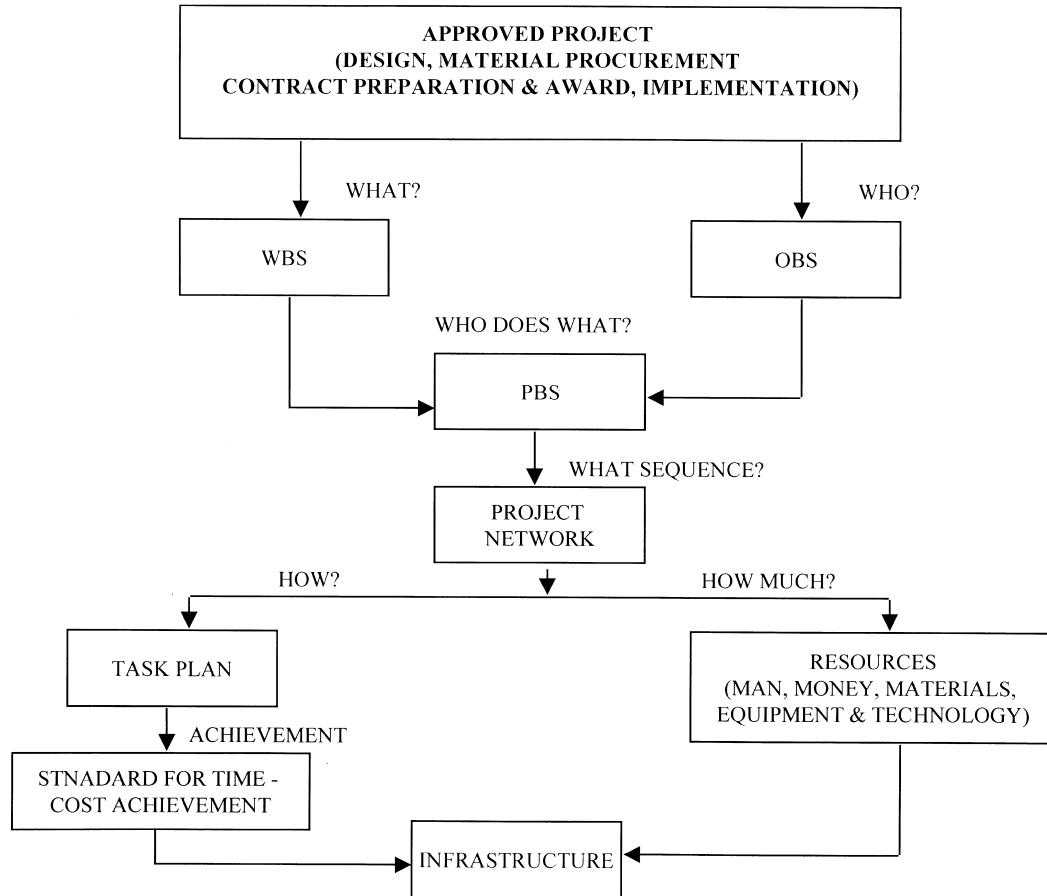 APPROVED PROJECT
(DESIGN, MATERIAL PROCUREMENT
CONTRACT PREPARATION & AWARD, IMPLEMENTATION)
WHAT?
WHO?
WBS
OBS
WHO DOES WHAT?
PBS
WHAT SEQUENCE?
PROJECT
NETWORK
HOW?
HOW MUCH?
TASK PLAN
RESOURCES
(MAN, MONEY, MATERIALS,
EQUIPMENT & TECHNOLOGY)
ACHIEVEMENT
STNADARD FOR TIME -
COST ACHIEVEMENT
INFRASTRUCTURE